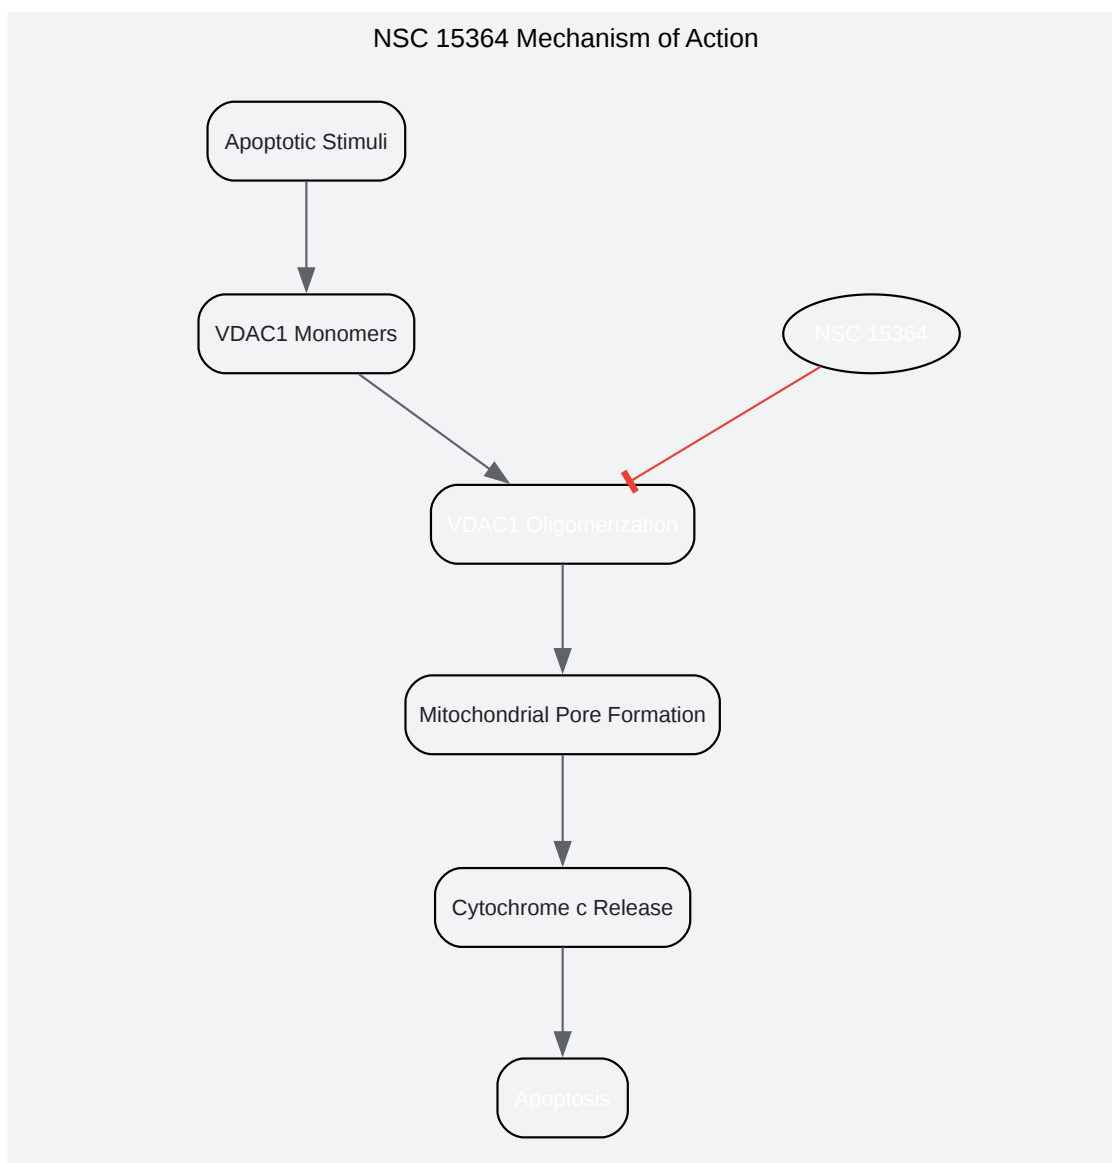 NSC 15364 Mechanism of Action
Apoptotic Stimuli
VDAC1 Monomers
NSC 15364
VDAC1 Oligomerization
Mitochondrial Pore Formation
Cytochrome c Release
Apoptosis